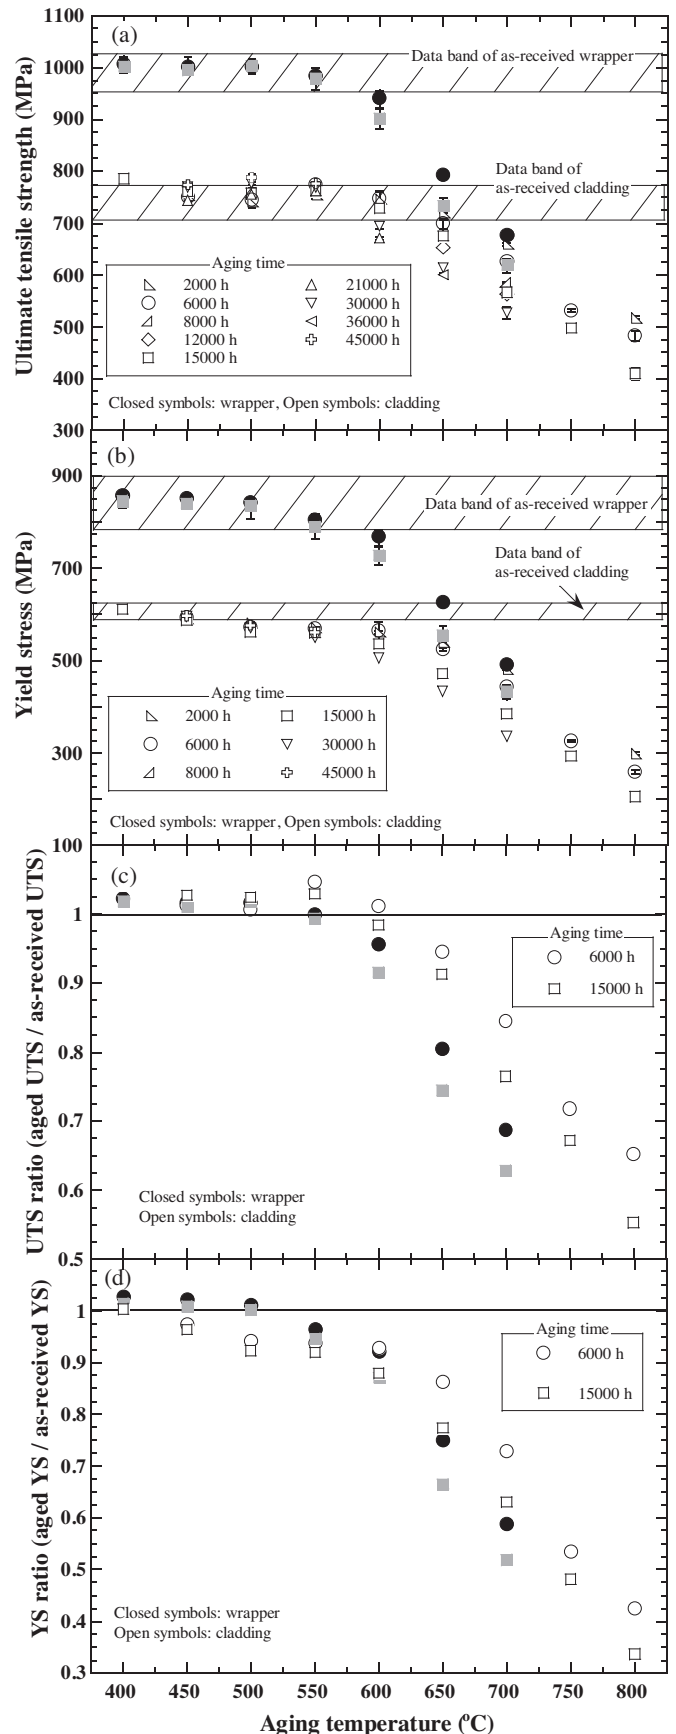 (a)
Data band of as-received wrapper
Data band of
as-received cladding
Aging time
2000 h
6000 h
8000 h
12000 h
15000 h
21000 h
30000 h
36000 h
45000 h
Closed symbols: wrapper, Open symbols: cladding
1100
1000
900
800
700
600
500
400
300
Ultimate tensile strength (MPa)
(b)
Data band of as-received wrapper
Data band of
as-received cladding
Aging time
2000 h
6000 h
8000 h
15000 h
30000 h
45000 h
Closed symbols: wrapper, Open symbols: cladding
900
700
500
300
100
Yield stress (MPa)
(c)
Aging time
6000 h
15000 h
Closed symbols: wrapper
Open symbols: cladding
1
0.9
0.8
0.7
0.6
0.5
UTS ratio (aged UTS / as-received UTS)
(d)
Aging time
6000 h
15000 h
Closed symbols: wrapper
Open symbols: cladding
1
0.9
0.8
0.7
0.6
0.5
0.4
0.3
YS ratio (aged YS / as-received YS)
400 450 500 550 600 650 700 750 800
Aging temperature (ºC)